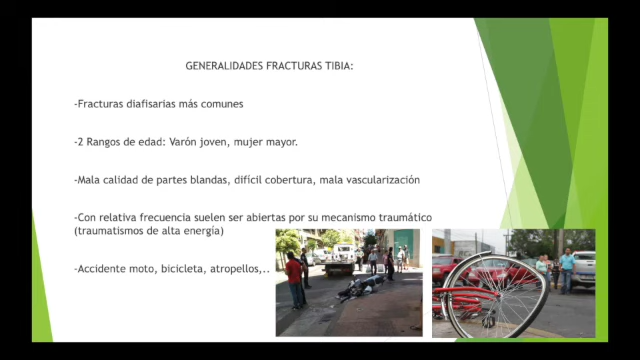 GENERALIDADES FRACTURAS TIBIA:
-Fracturas diafisarias más comunes
-2 Rangos de edad: Varón joven, mujer mayor.
-Mala calidad de partes blandas, difícil cobertura, mala vascularización
-Con relativa frecuencia suelen ser abiertas por su mecanismo traumático
(traumatismos de alta energía)
-Accidente moto, bicicleta, atropellos,..